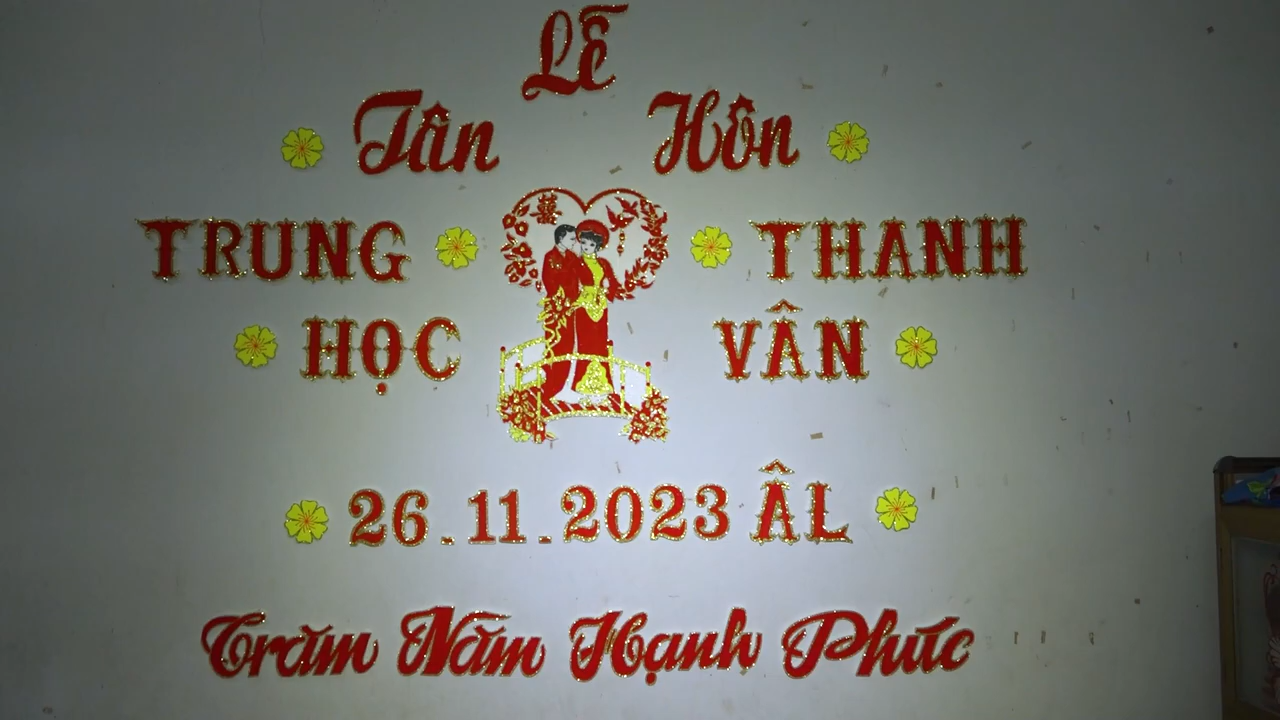 LỄ
Tân Hôn
TRUNG THANH
HỌC VÂN
26.11.2023 ÂL
Trăm Năm Hạnh Phúc